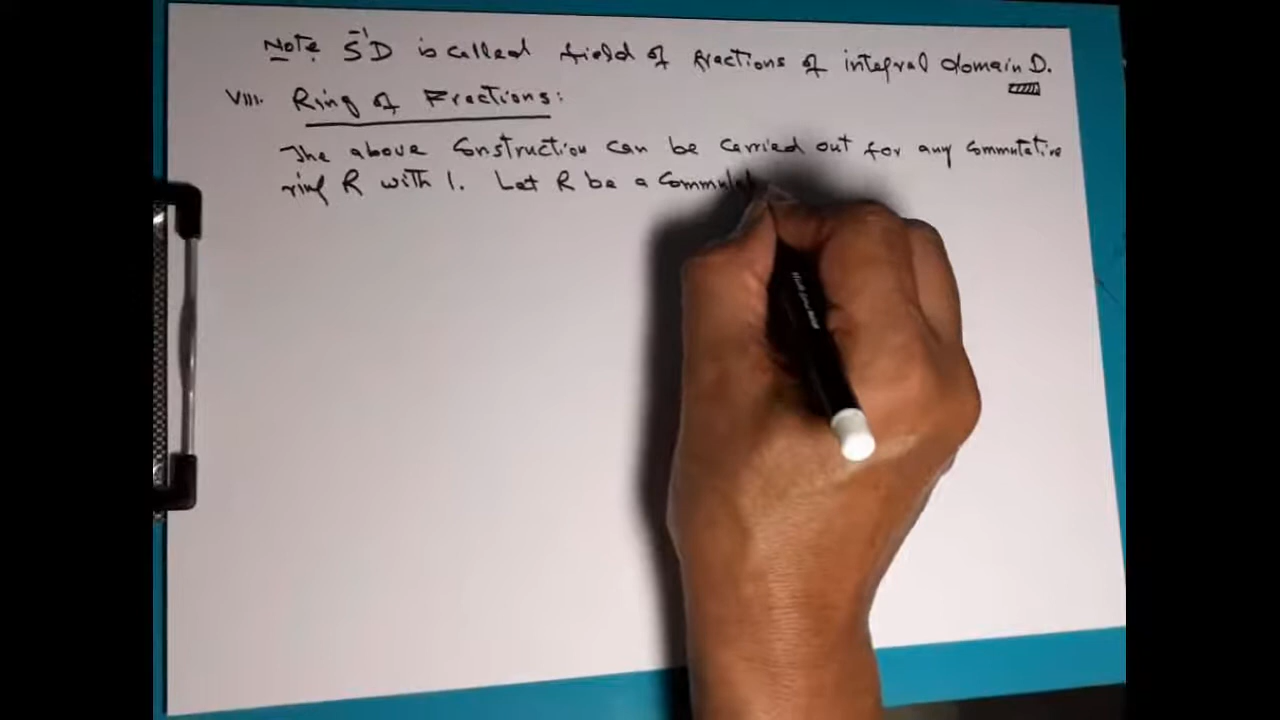 Note S⁻¹D is called field of fractions of integral domain D.
VIII. Ring of Fractions:
The above Construction can be carried out for any Commutative
ring R with 1. Let R be a